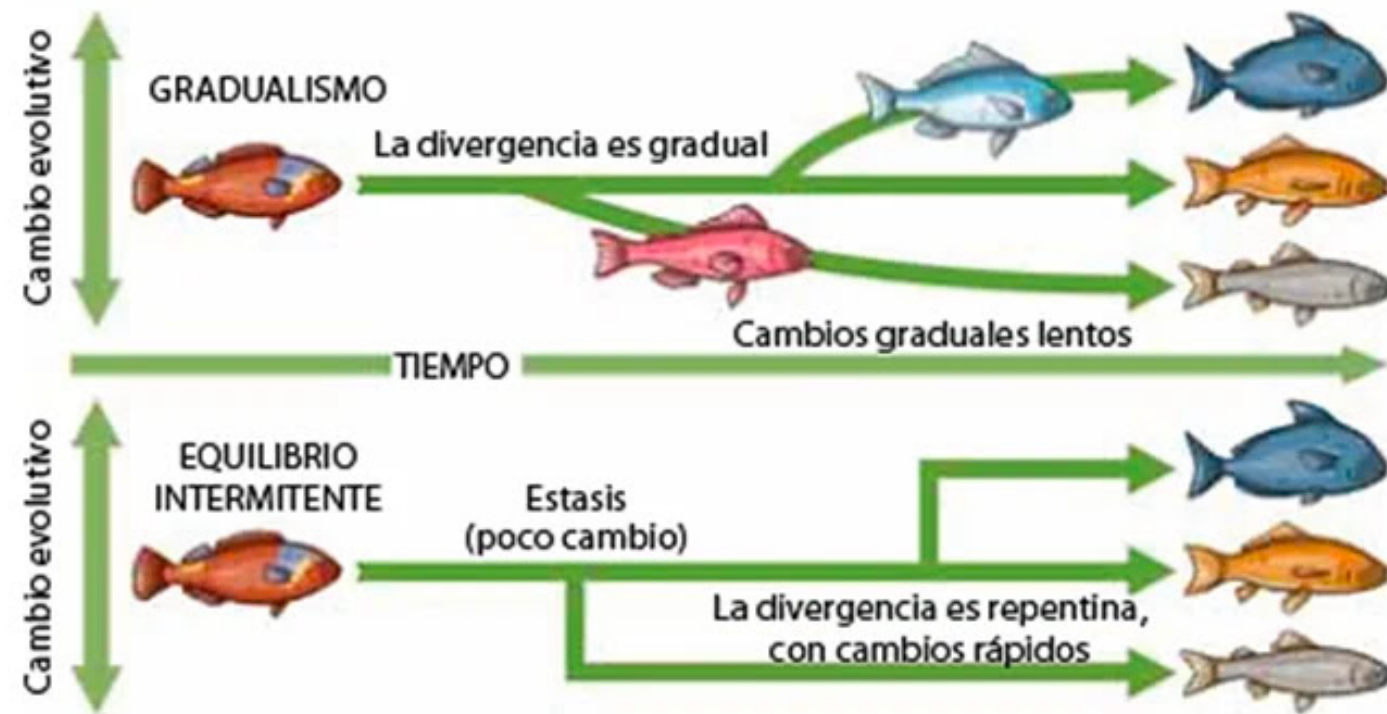 Cambio evolutivo
GRADUALISMO
La divergencia es gradual
Cambios graduales lentos
TIEMPO
Cambio evolutivo
EQUILIBRIO
INTERMITENTE
Estasis
(poco cambio)
La divergencia es repentina,
con cambios rápidos